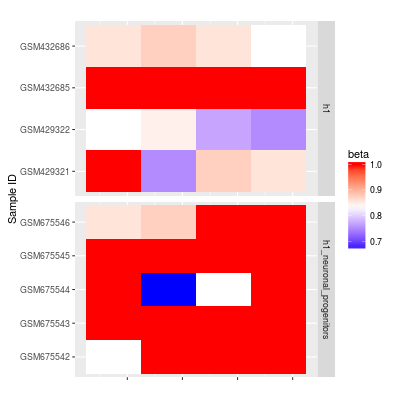 Sample ID
GSM432686
GSM432685
GSM429322
GSM429321
h1
GSM675546
GSM675545
GSM675544
GSM675543
GSM675542
h1_neuronal_progenitors
beta
1.0
0.9
0.8
0.7